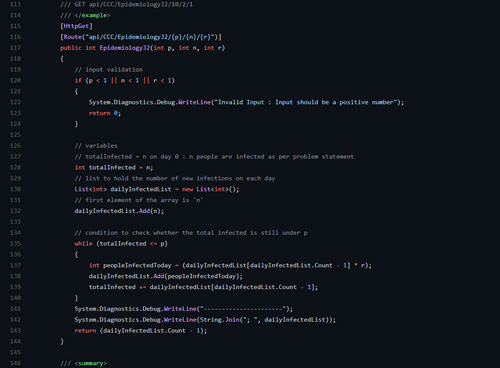 113 /// GET api/CCC/EpidemiologyJ2/10/2/1
114 /// </example>
115 [HttpGet]
116 [Route("api/CCC/EpidemiologyJ2/{p}/{n}/{r}")]
117 public int EpidemiologyJ2(int p, int n, int r)
118 {
119 // input validation
120 if (p < 1 || n < 1 || r < 1)
121 {
122 System.Diagnostics.Debug.WriteLine("Invalid Input : Input should be a positive number");
123 return 0;
124 }
125
126 // variables
127 // totalInfected = n on day 0 : n people are infected as per problem statement
128 int totalInfected = n;
129 // list to hold the number of new infections on each day
130 List<int> dailyInfectedList = new List<int>();
131 // first element of the array is 'n'
132 dailyInfectedList.Add(n);
133
134 // condition to check whether the total infected is still under p
135 while (totalInfected <= p)
136 {
137 int peopleInfectedToday = (dailyInfectedList[dailyInfectedList.Count - 1] * r);
138 dailyInfectedList.Add(peopleInfectedToday);
139 totalInfected += dailyInfectedList[dailyInfectedList.Count - 1];
140 }
141 System.Diagnostics.Debug.WriteLine("----------------------");
142 System.Diagnostics.Debug.WriteLine(String.Join("; ", dailyInfectedList));
143 return (dailyInfectedList.Count - 1);
144 }
145
146 /// <summary>